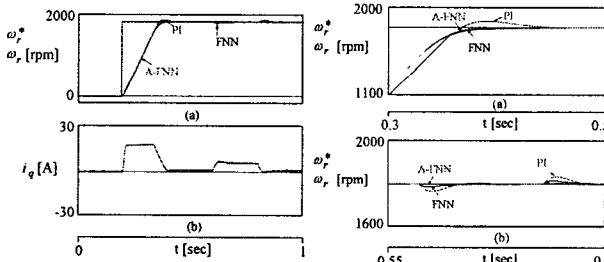 2000
ω_r*
ω_r [rpm]
PI
FNN
A-FNN
0
(a)
30
i_q [A]
-30
(b)
0
1
t [sec]
2000
ω_r*
ω_r [rpm]
A-FNN
PI
FNN
1100
(a)
0.3
t [sec]
2000
ω_r*
ω_r [rpm]
A-FNN
PI
FNN
1600
(b)
0.55
t [sec]